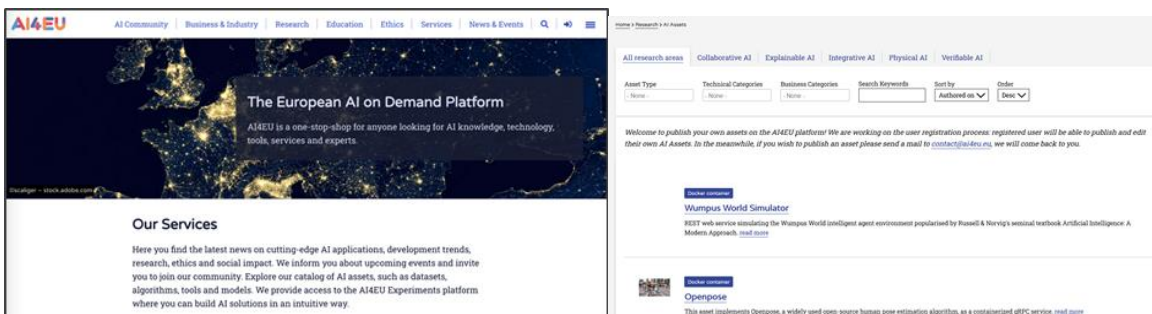 AI4EU
AI Community | Business & Industry | Research | Education | Ethics | Services | News & Events
The European AI on Demand Platform
AI4EU is a one-stop-shop for anyone looking for AI knowledge, technology,
tools, services and experts.
©scaliger – stock.adobe.com
Our Services
Here you find the latest news on cutting-edge AI applications, development trends,
research, ethics and social impact. We inform you about upcoming events and invite
you to join our community. Explore our catalog of AI assets, such as datasets,
algorithms, tools and models. We provide access to the AI4EU Experiments platform
where you can build AI solutions in an intuitive way.
Home > Research > AI Assets
All research areas | Collaborative AI | Explainable AI | Integrative AI | Physical AI | Verifiable AI
Asset Type Technical Categories Business Categories Search Keywords Sort by Order
- None - - None - - None - Authored on Desc
Welcome to publish your own assets on the AI4EU platform! We are working on the user registration process: registered user will be able to publish and edit
their own AI Assets. In the meanwhile, if you wish to publish an asset please send a mail to contact@ai4eu.eu, we will come back to you.
Docker container
Wumpus World Simulator
REST web service simulating the Wumpus World intelligent agent environment popularised by Russell & Norvig's seminal textbook Artificial Intelligence: A
Modern Approach. read more
Docker container
Openpose
This asset implements Openpose, a widely used open-source human pose estimation algorithm, as a containerized gRPC service. read more